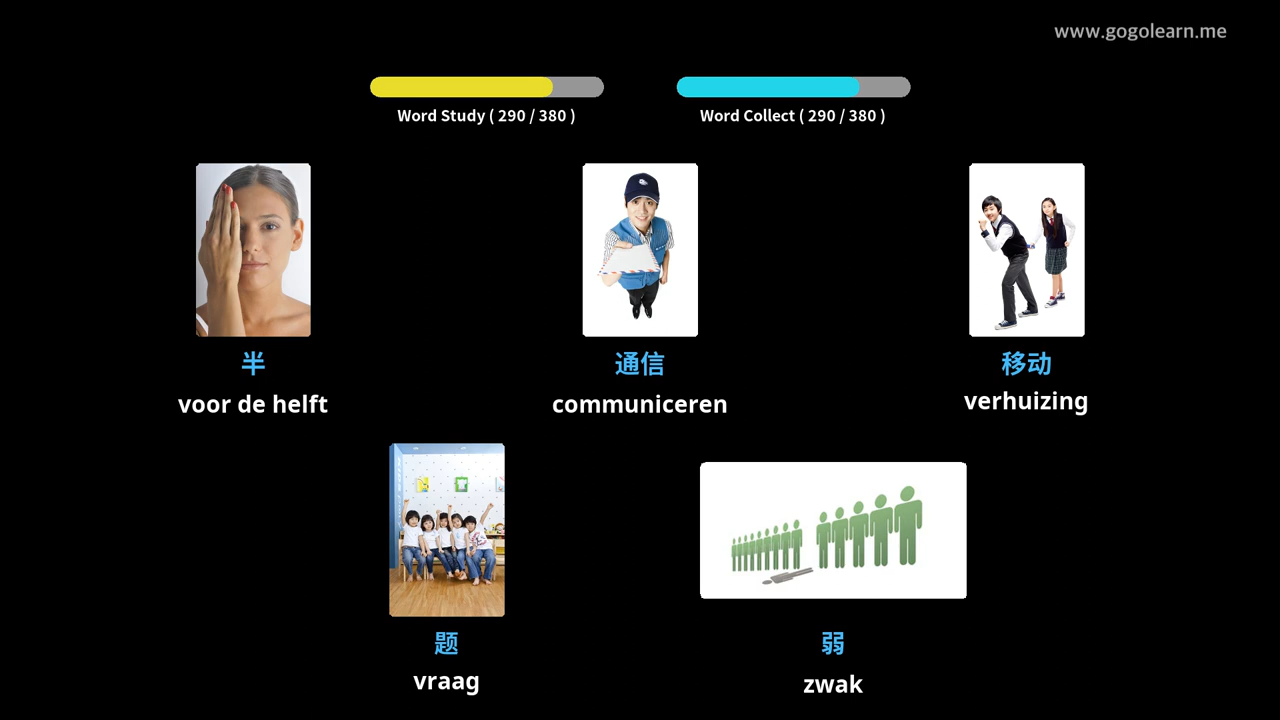 www.gogolearn.me
Word Study ( 290 / 380 )
Word Collect ( 290 / 380 )
半
voor de helft
通信
communiceren
移动
verhuizing
题
vraag
弱
zwak